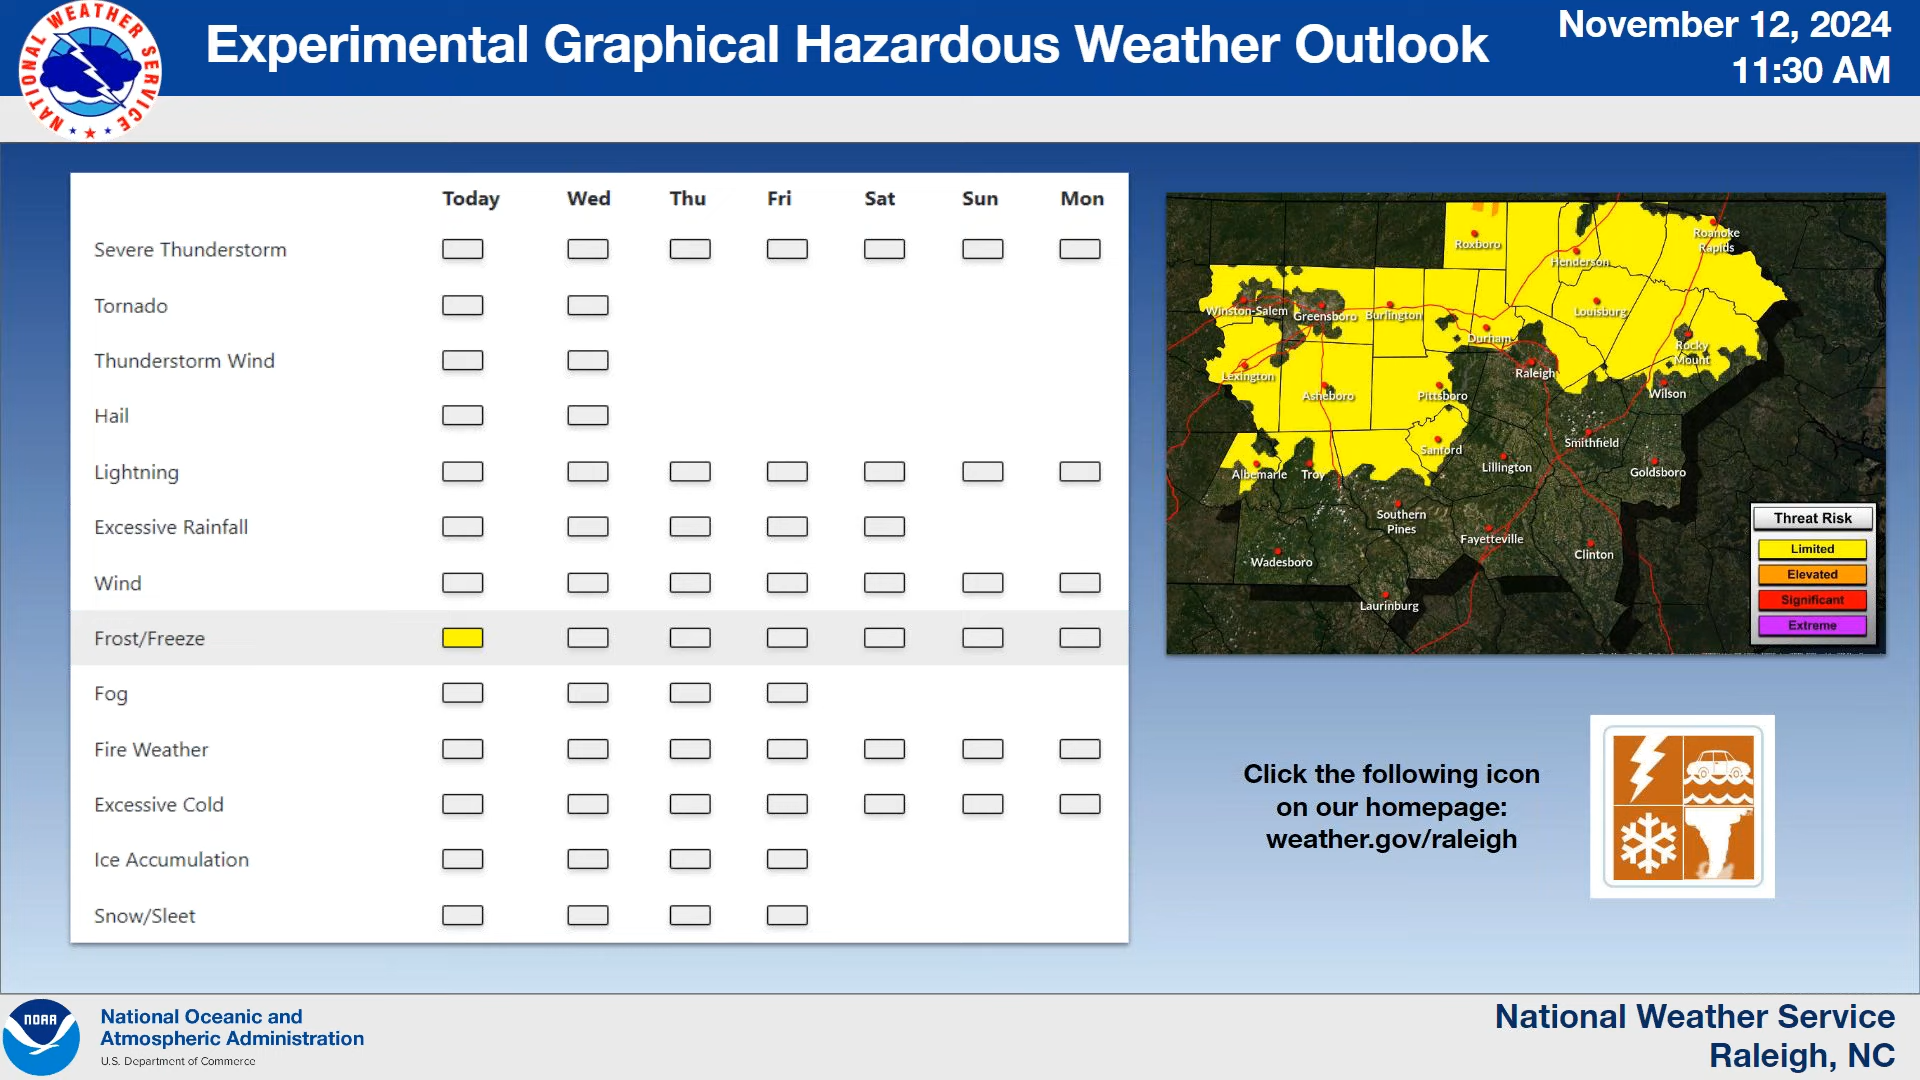 NATIONAL WEATHER SERVICE
Experimental Graphical Hazardous Weather Outlook
November 12, 2024
11:30 AM
Today Wed Thu Fri Sat Sun Mon
Severe Thunderstorm
Tornado
Thunderstorm Wind
Hail
Lightning
Excessive Rainfall
Wind
Frost/Freeze
Fog
Fire Weather
Excessive Cold
Ice Accumulation
Snow/Sleet
Roxboro
Roanoke
Rapids
Henderson
Winston-Salem
Greensboro
Burlington
Louisburg
Durham
Rocky
Mount
Lexington
Raleigh
Asheboro
Pittsboro
Wilson
Smithfield
Sanford
Albemarle
Troy
Lillington
Goldsboro
Southern
Pines
Fayetteville
Clinton
Wadesboro
Laurinburg
Threat Risk
Limited
Elevated
Significant
Extreme
Click the following icon
on our homepage:
weather.gov/raleigh
NOAA
National Oceanic and
Atmospheric Administration
U.S. Department of Commerce
National Weather Service
Raleigh, NC